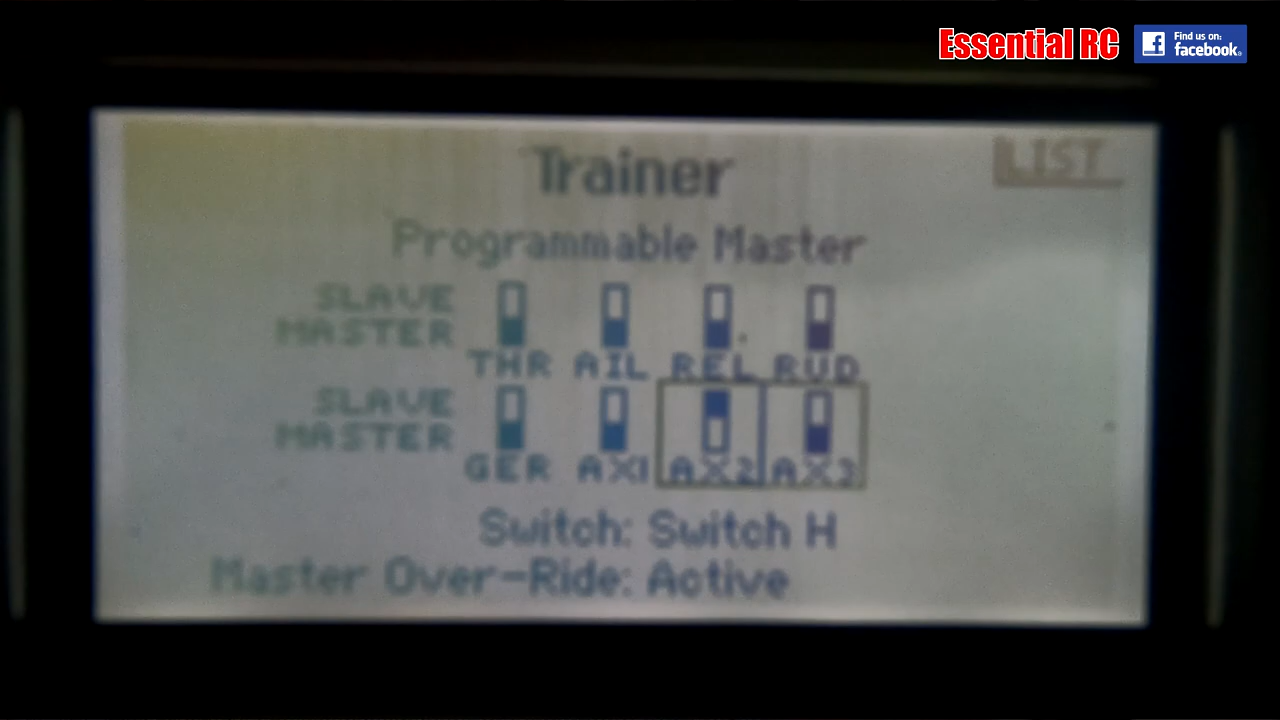 Essential RC
Find us on:
facebook
LIST
Trainer
Programmable Master
SLAVE
MASTER
THR AIL REL RUD
SLAVE
MASTER
GER AX1 AX2 AX3
Switch: Switch H
Master Over-Ride: Active